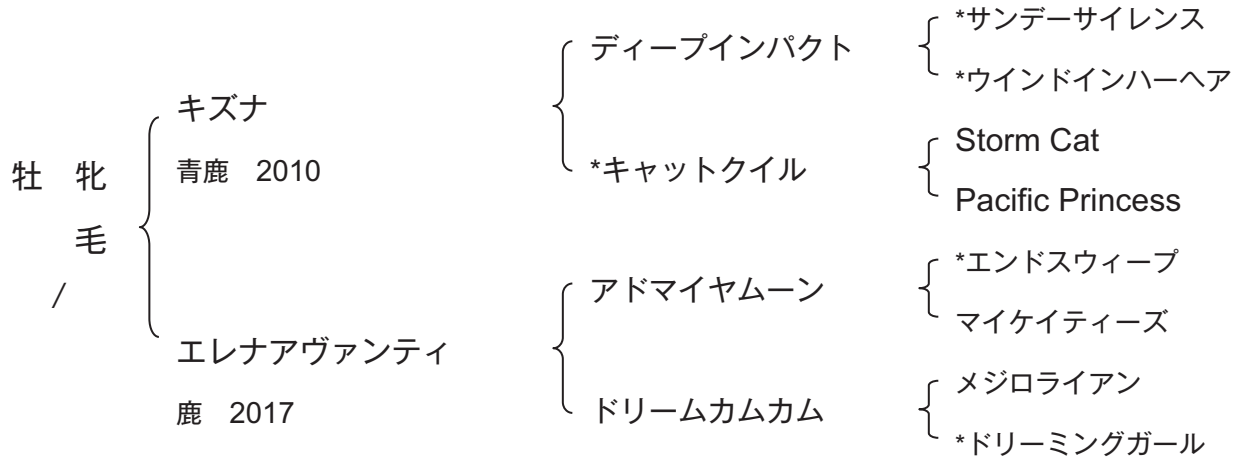 牡 牝
毛
/
キズナ
青鹿 2010
エレナアヴァンティ
鹿 2017
ディープインパクト
*キャットクイル
アドマイヤムーン
ドリームカムカム
*サンデーサイレンス
*ウインドインハーヘア
Storm Cat
Pacific Princess
*エンドスウィープ
マイケイティーズ
メジロライアン
*ドリーミングガール